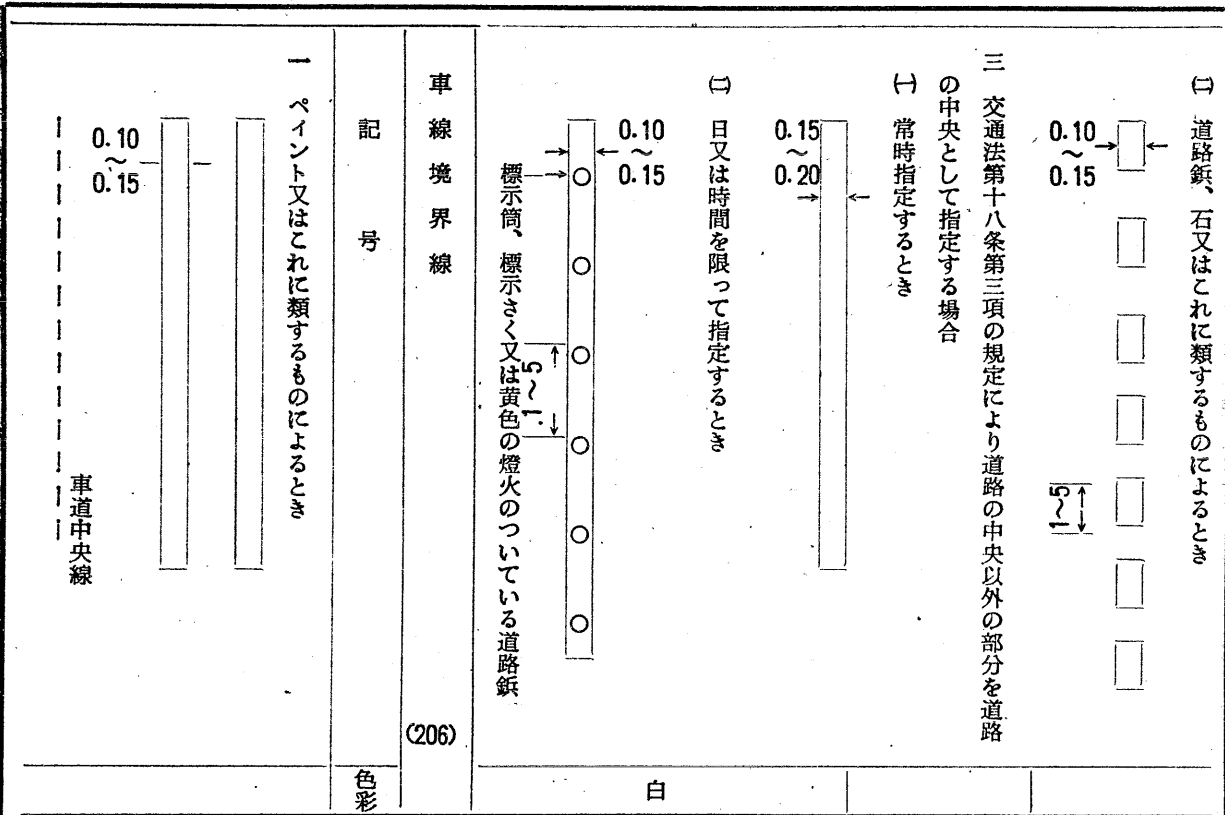 ㈡ 道路鋲、石又はこれに類するものによるとき
0.10
～
0.15
1～5
三 交通法第十八条第三項の規定により道路の中央以外の部分を道路
の中央として指定する場合
㈠ 常時指定するとき
0.15
～
0.20
㈡ 日又は時間を限って指定するとき
0.10
～
0.15
1～5
標示筒、標示さく又は黄色の燈火のついている道路鋲
白
車線境界線 (206)
記号
色彩
一 ペイント又はこれに類するものによるとき
0.10
～
0.15
車道中央線